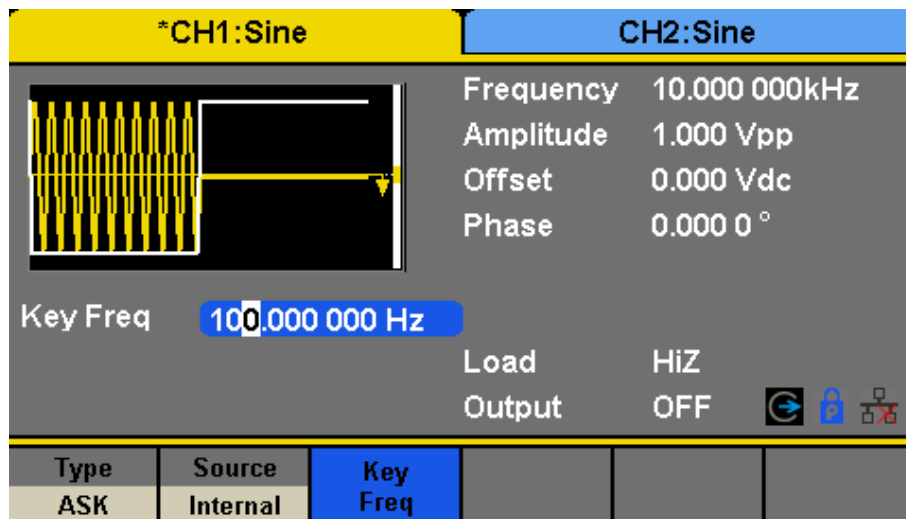 *CH1:Sine
CH2:Sine
Frequency 10.000 000kHz
Amplitude 1.000 Vpp
Offset 0.000 Vdc
Phase 0.000 0 °
Key Freq 100.000 000 Hz
Load HiZ
Output OFF
P
Type Source Key
ASK Internal Freq